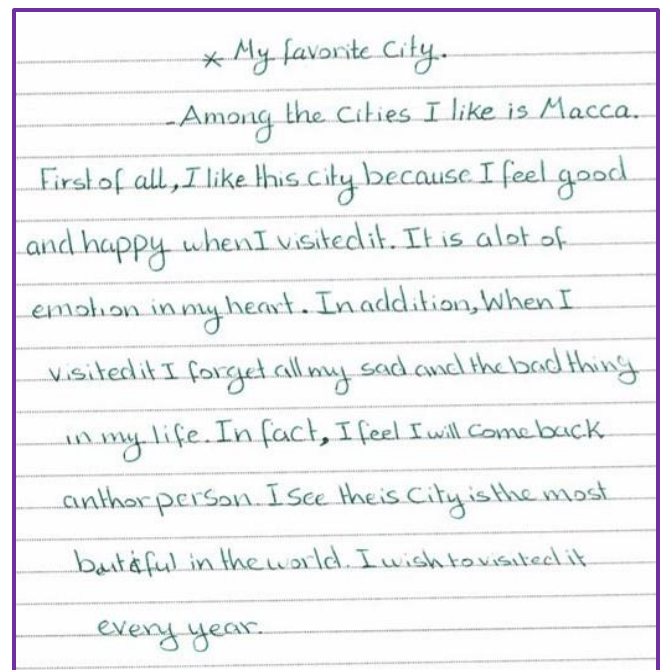 * My favorite City.
- Among the Cities I like is Macca.
First of all, I like this city because I feel good
and happy when I visited it. It is alot of
emotion in my heart. In addition, When I
visited it I forget all my sad and the bad thing
in my life. In fact, I feel I will come back
anthor person. I see theis City is the most
butiful in the world. I wish to visited it
every year.